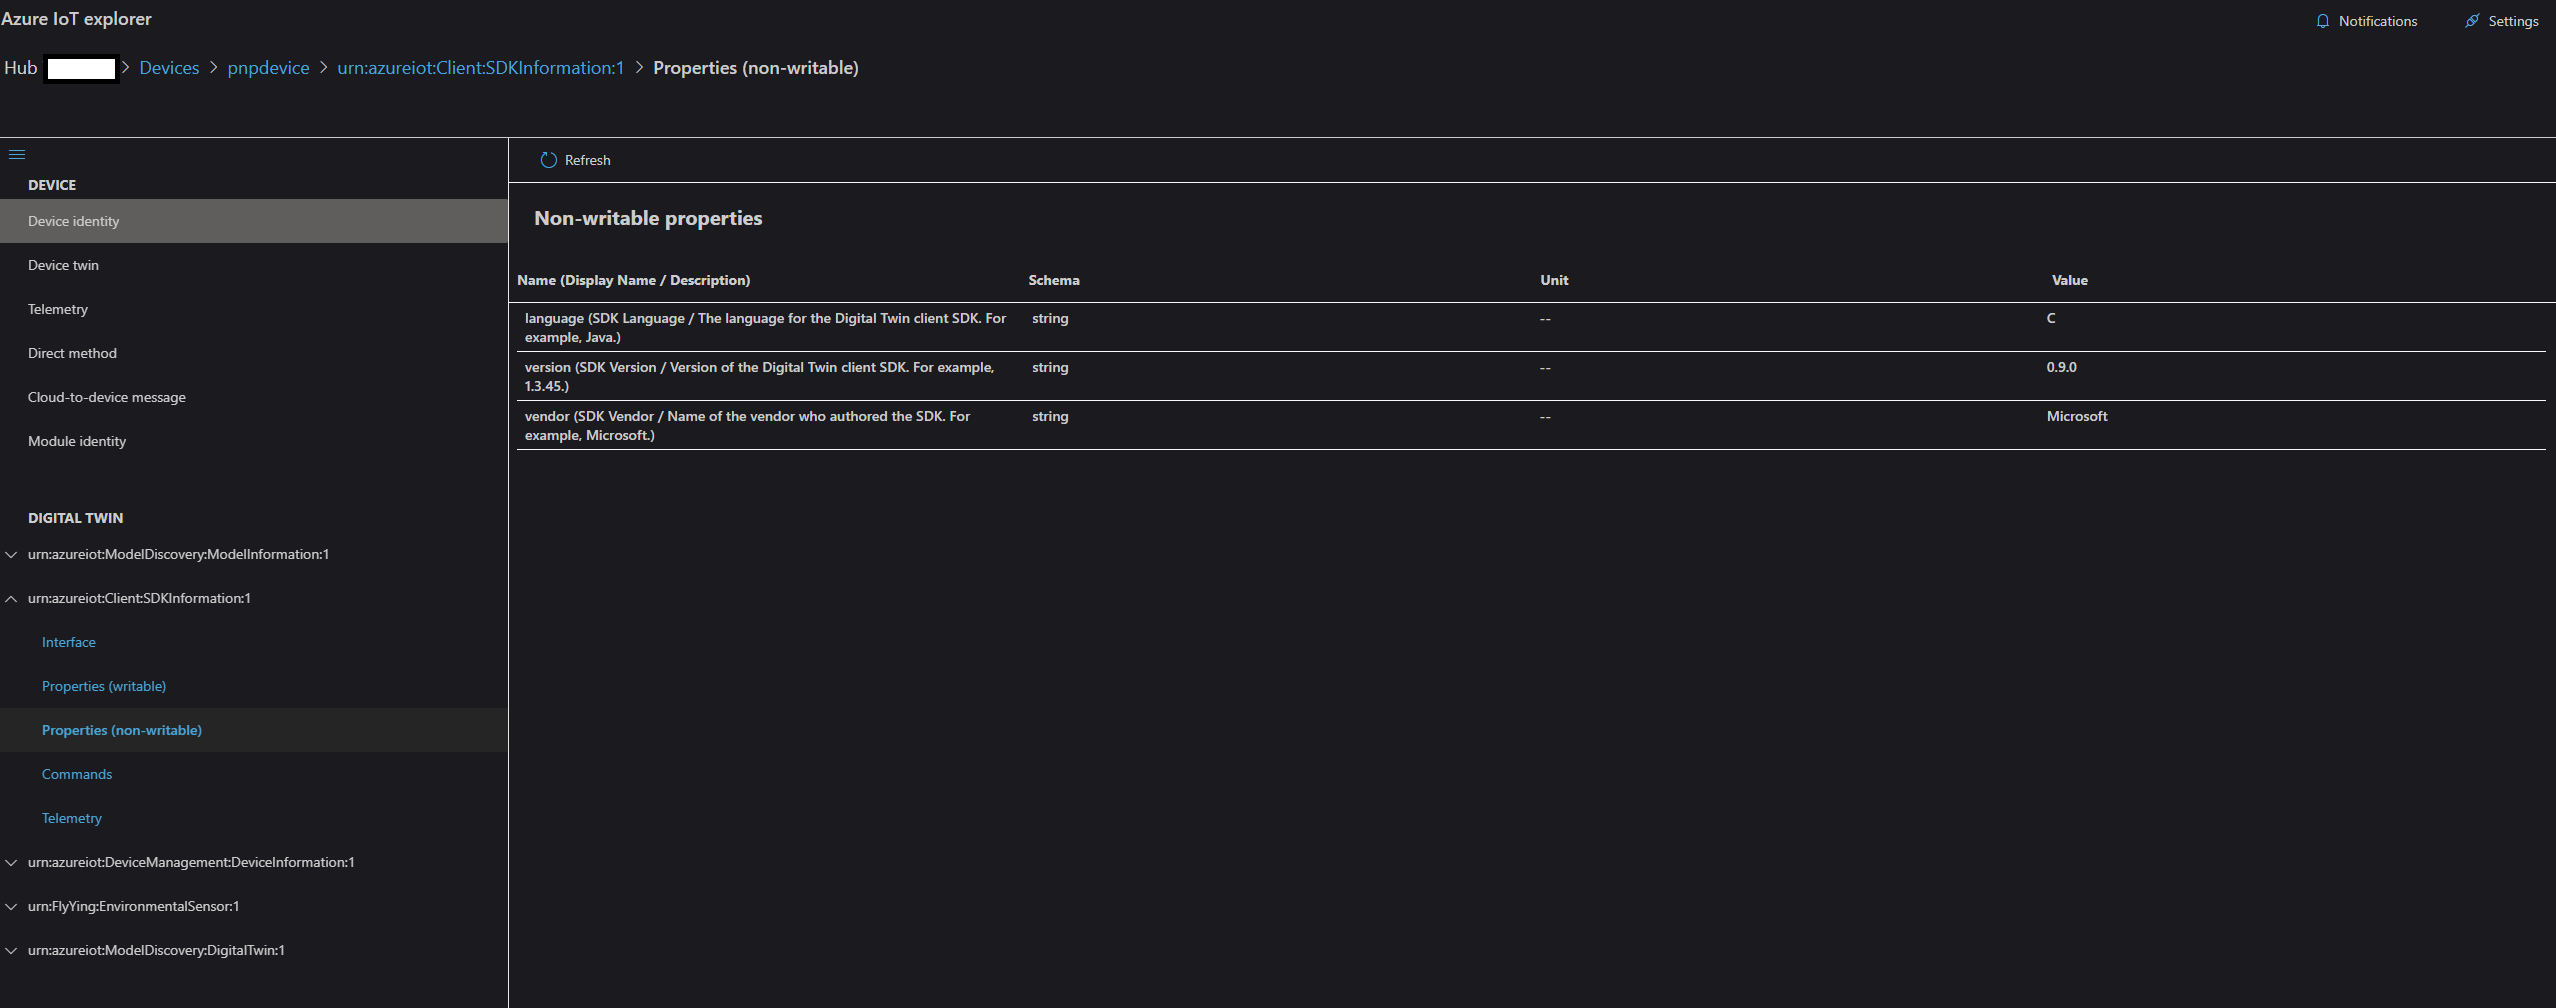 Azure IoT explorer
Notifications
Settings
Hub > Devices > pnpdevice > urn:azureiot:Client:SDKInformation:1 > Properties (non-writable)
DEVICE
Device identity
Device twin
Telemetry
Direct method
Cloud-to-device message
Module identity
DIGITAL TWIN
urn:azureiot:ModelDiscovery:ModelInformation:1
urn:azureiot:Client:SDKInformation:1
Interface
Properties (writable)
Properties (non-writable)
Commands
Telemetry
urn:azureiot:DeviceManagement:DeviceInformation:1
urn:FlyYing:EnvironmentalSensor:1
urn:azureiot:ModelDiscovery:DigitalTwin:1
Refresh
Non-writable properties
Name (Display Name / Description) Schema Unit Value
language (SDK Language / The language for the Digital Twin client SDK. For string -- C
example, Java.)
version (SDK Version / Version of the Digital Twin client SDK. For example, string -- 0.9.0
1.3.45.)
vendor (SDK Vendor / Name of the vendor who authored the SDK. For string -- Microsoft
example, Microsoft.)